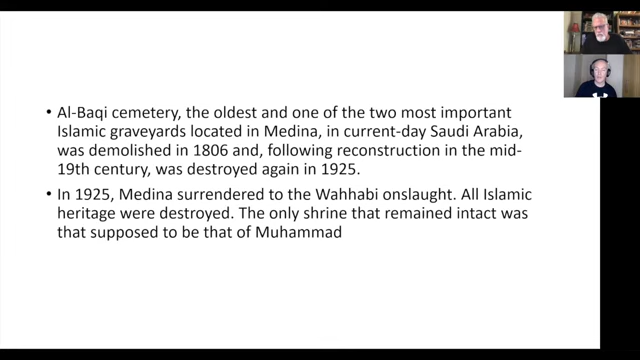 • Al-Baqi cemetery, the oldest and one of the two most important
Islamic graveyards located in Medina, in current-day Saudi Arabia,
was demolished in 1806 and, following reconstruction in the mid-
19th century, was destroyed again in 1925.
• In 1925, Medina surrendered to the Wahhabi onslaught. All Islamic
heritage were destroyed. The only shrine that remained intact was
that supposed to be that of Muhammad